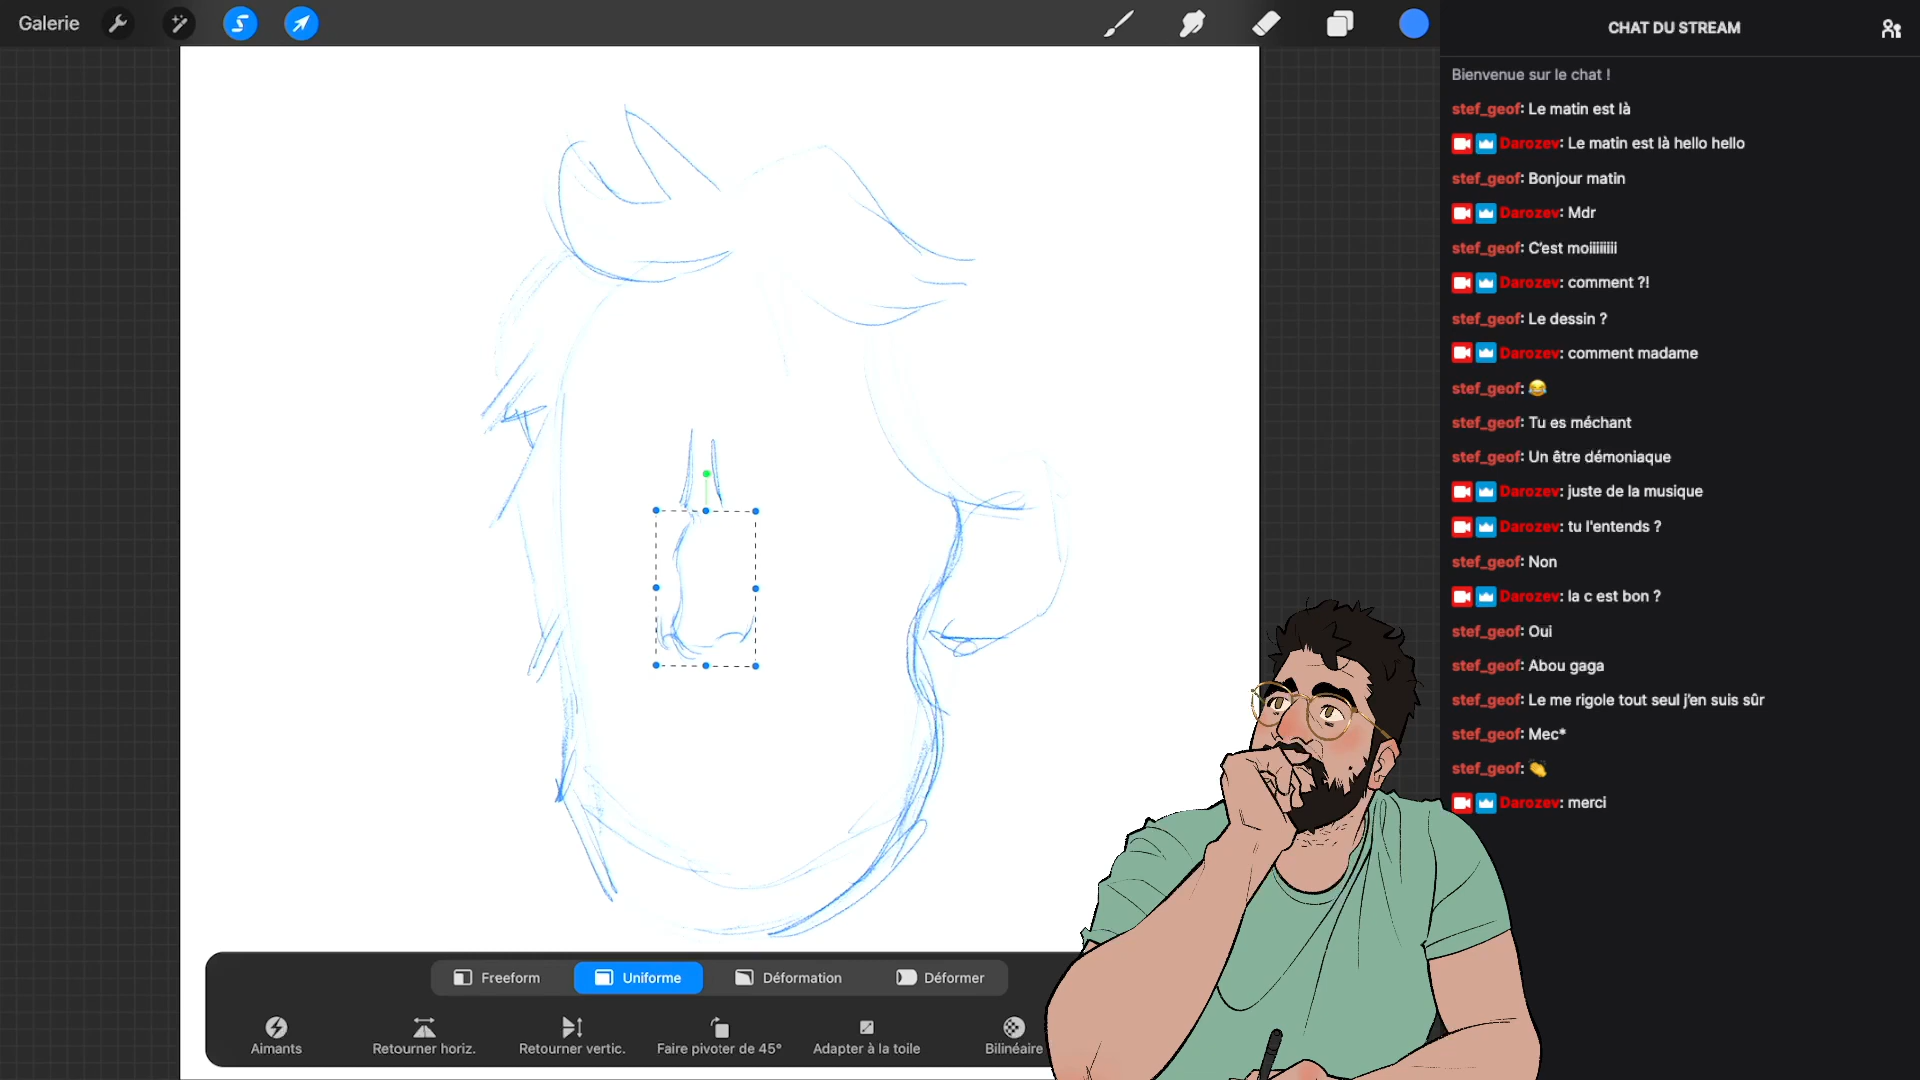 Galerie
CHAT DU STREAM
Bienvenue sur le chat !
stef_geof: Le matin est là
Darozev: Le matin est là hello hello
stef_geof: Bonjour matin
Darozev: Mdr
stef_geof: C'est moiiiiiiii
Darozev: comment ?!
stef_geof: Le dessin ?
Darozev: comment madame
stef_geof: 😂
stef_geof: Tu es méchant
stef_geof: Un être démoniaque
Darozev: juste de la musique
Darozev: tu l'entends ?
stef_geof: Non
Darozev: la c est bon ?
stef_geof: Oui
stef_geof: Abou gaga
stef_geof: Le me rigole tout seul j'en suis sûr
stef_geof: Mec*
stef_geof: 👏
Darozev: merci
Freeform
Uniforme
Déformation
Déformer
Aimants
Retourner horiz.
Retourner vertic.
Faire pivoter de 45°
Adapter à la toile
Bilinéaire